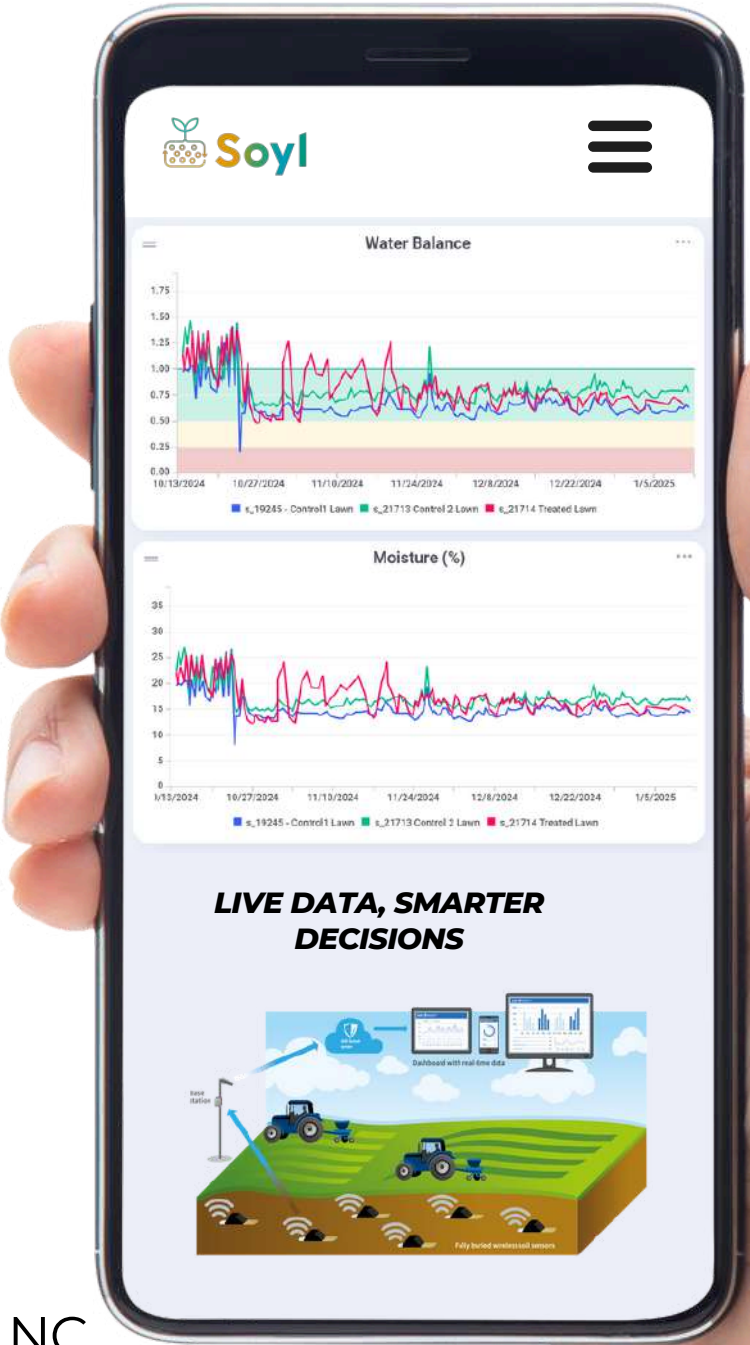 Soyl
Water Balance
1.75
1.50
1.25
1.00
0.75
0.50
0.25
0.00
10/13/2024 10/27/2024 11/10/2024 11/24/2024 12/8/2024 12/22/2024 1/5/2025
s_19245 - Control1 Lawn s_21713 Control 2 Lawn s_21714 Treated Lawn
Moisture (%)
35
30
25
20
15
10
5
0
)/13/2024 10/27/2024 11/10/2024 11/24/2024 12/8/2024 12/22/2024 1/5/2025
s_19245 - Control1 Lawn s_21713 Control 2 Lawn s_21714 Treated Lawn
LIVE DATA, SMARTER
DECISIONS
Dashboard with real-time data
base
station
Fully buried wireless soil sensors
NC